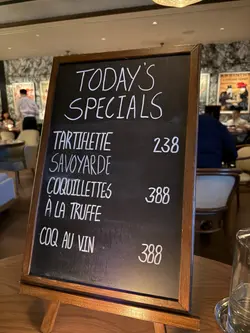 TODAY'S
SPECIALS
TARTIFLETTE 238
SAVOYARDE
COQUILLETTES 388
À LA TRUFFE
COQ AU VIN 388